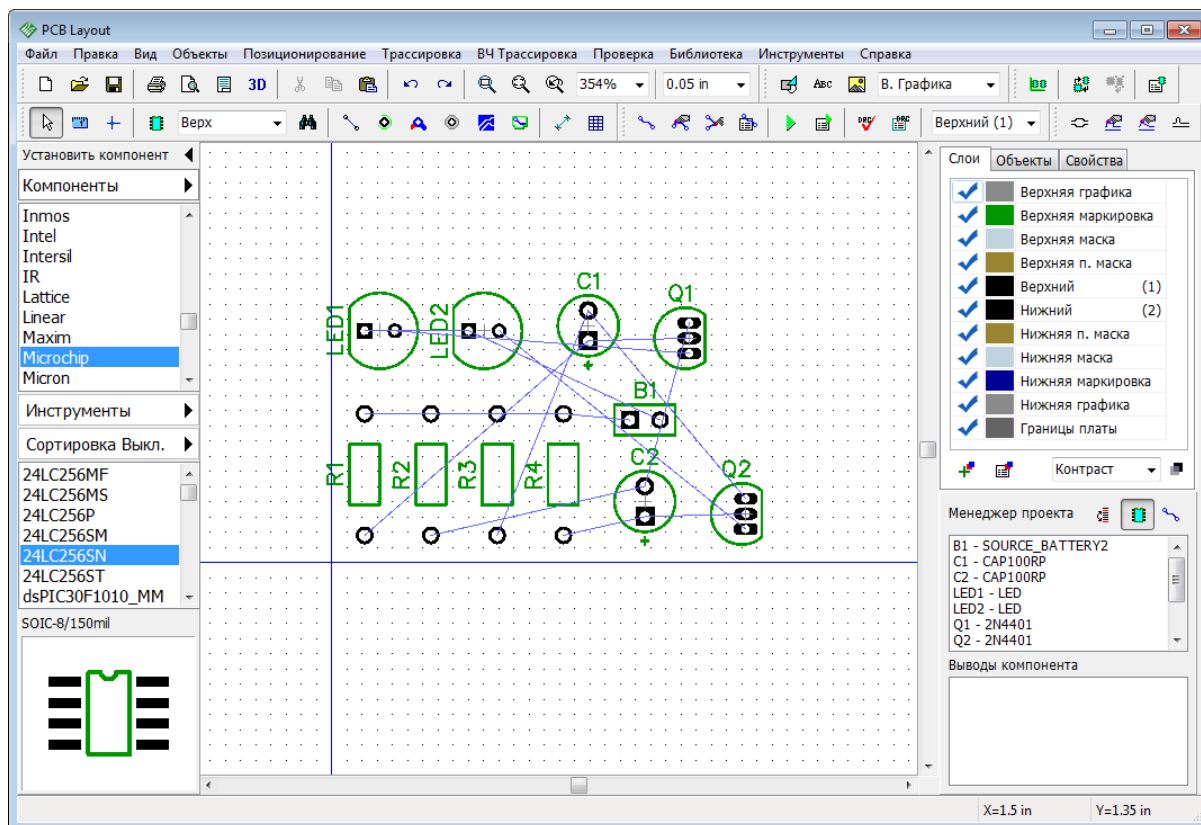 PCB Layout
Файл Правка Вид Объекты Позиционирование Трассировка ВЧ Трассировка Проверка Библиотека Инструменты Справка
3D 354% 0.05 in ABC В. Графика
Верх DRC DRC Верхний (1)
Установить компонент
Компоненты
Inmos
Intel
Intersil
IR
Lattice
Linear
Maxim
Microchip
Micron
Инструменты
Сортировка Выкл.
24LC256MF
24LC256MS
24LC256P
24LC256SM
24LC256SN
24LC256ST
dsPIC30F1010_MM
SOIC-8/150mil
LED1
LED2
C1
+
Q1
B1
R1
R2
R3
R4
C2
+
Q2
Слои Объекты Свойства
Верхняя графика
Верхняя маркировка
Верхняя маска
Верхняя п. маска
Верхний (1)
Нижний (2)
Нижняя п. маска
Нижняя маска
Нижняя маркировка
Нижняя графика
Границы платы
Контраст
Менеджер проекта
B1 - SOURCE_BATTERY2
C1 - CAP100RP
C2 - CAP100RP
LED1 - LED
LED2 - LED
Q1 - 2N4401
Q2 - 2N4401
Выводы компонента
X=1.5 in Y=1.35 in